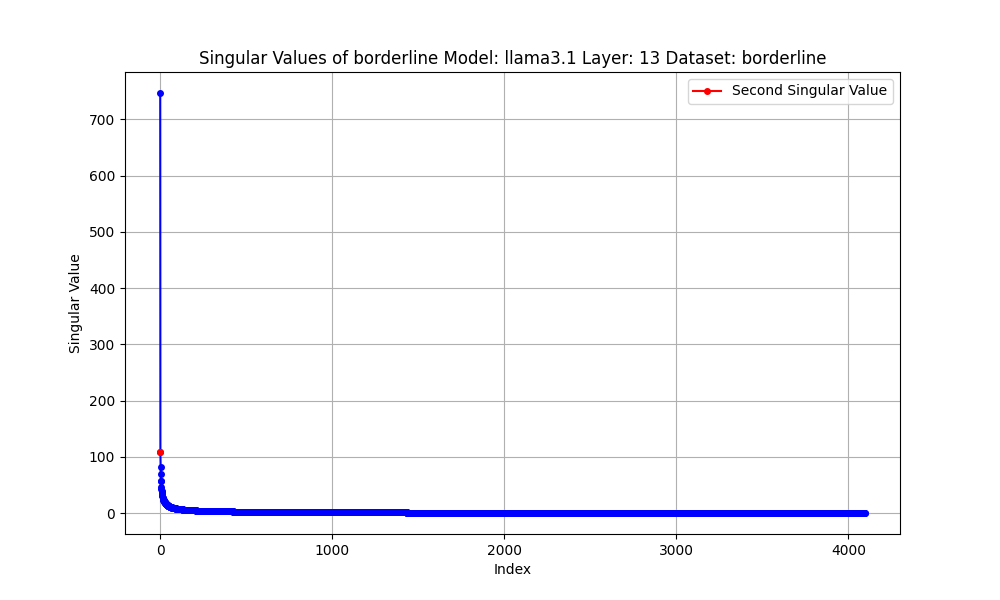 Singular Values of borderline Model: llama3.1 Layer: 13 Dataset: borderline
Second Singular Value
700
600
500
400
300
200
100
0
Singular Value
0 1000 2000 3000 4000
Index